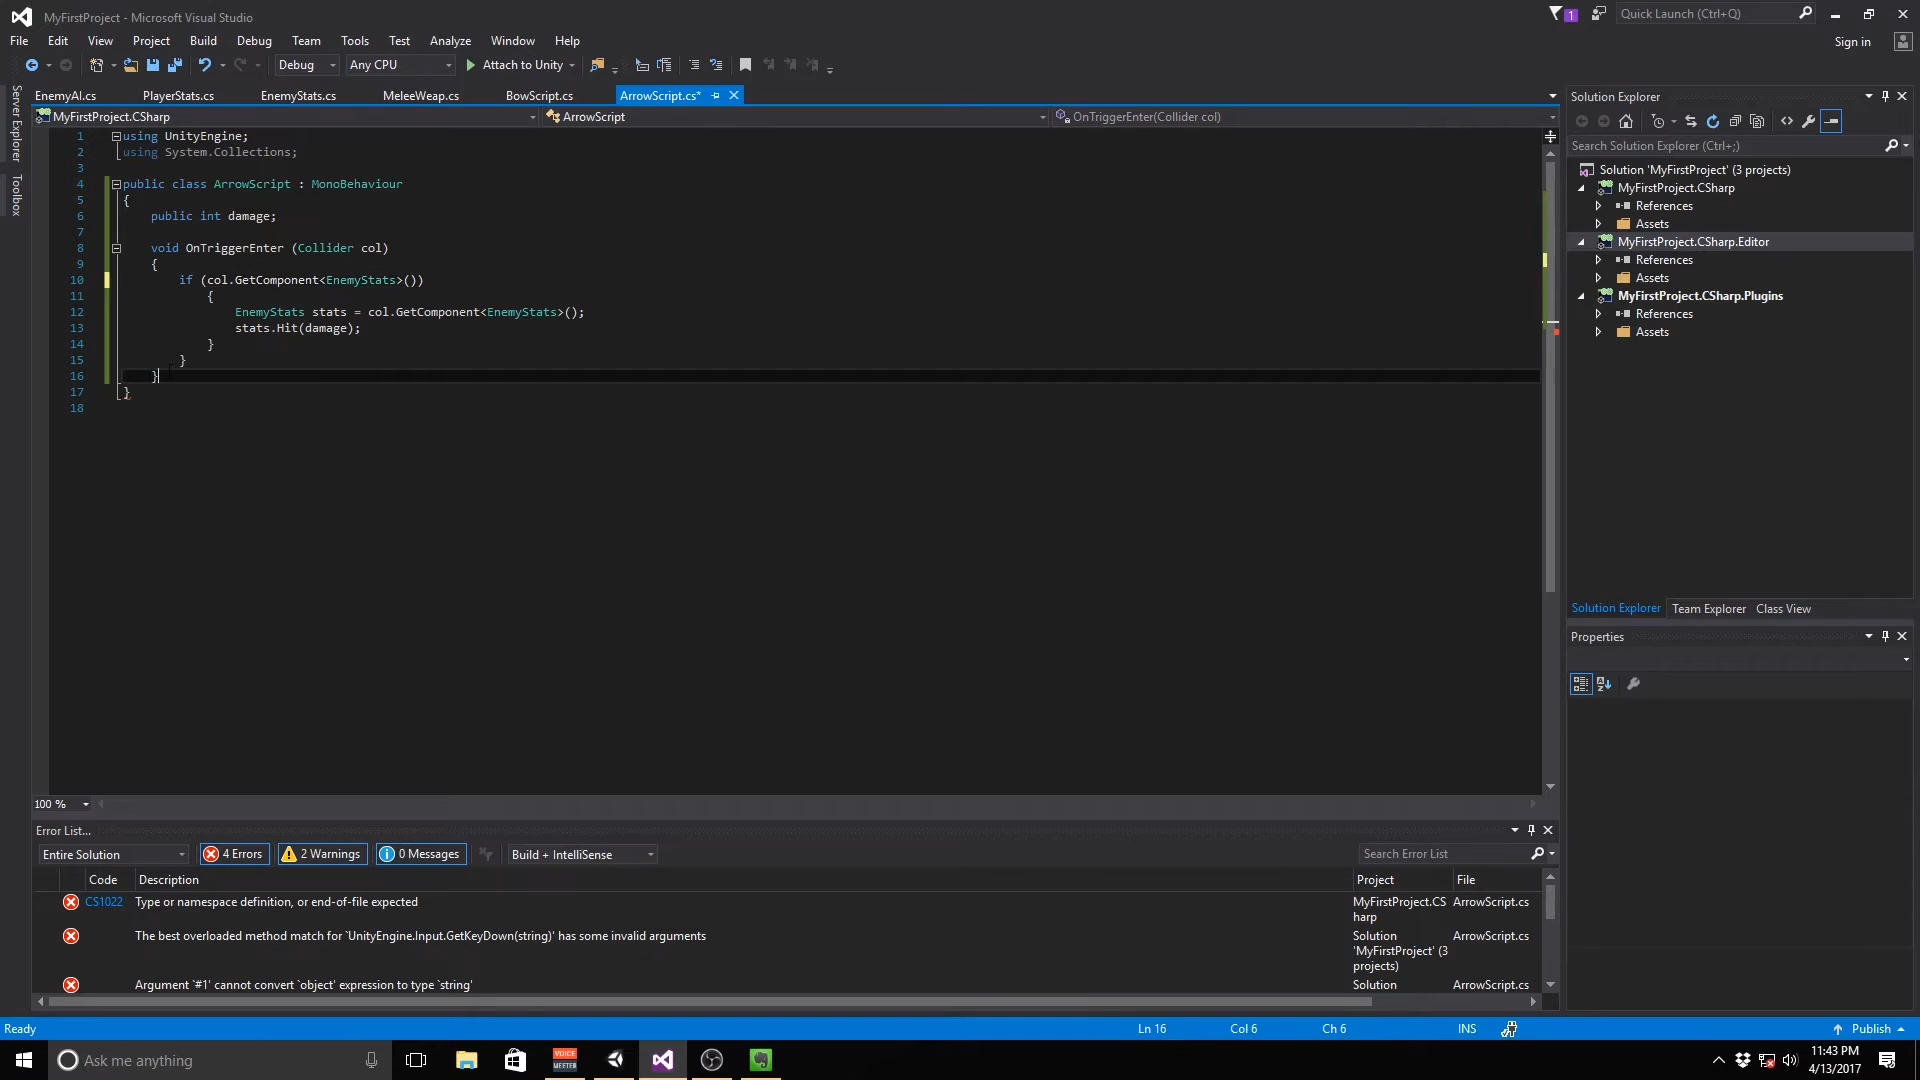 MyFirstProject - Microsoft Visual Studio
1
Quick Launch (Ctrl+Q)
File Edit View Project Build Debug Team Tools Test Analyze Window Help
Sign in
Debug Any CPU Attach to Unity
Server Explorer
Toolbox
EnemyAI.cs PlayerStats.cs EnemyStats.cs MeleeWeap.cs BowScript.cs ArrowScript.cs*
MyFirstProject.CSharp ArrowScript OnTriggerEnter(Collider col)
1 using UnityEngine;
2 using System.Collections;
3
4 public class ArrowScript : MonoBehaviour
5 {
6 public int damage;
7
8 void OnTriggerEnter (Collider col)
9 {
10 if (col.GetComponent<EnemyStats>())
11 {
12 EnemyStats stats = col.GetComponent<EnemyStats>();
13 stats.Hit(damage);
14 }
15 }
16 }
17 }
18
100 %
Solution Explorer
Search Solution Explorer (Ctrl+;)
Solution 'MyFirstProject' (3 projects)
MyFirstProject.CSharp
References
Assets
MyFirstProject.CSharp.Editor
References
Assets
MyFirstProject.CSharp.Plugins
References
Assets
Solution Explorer Team Explorer Class View
Properties
Error List...
Entire Solution 4 Errors 2 Warnings 0 Messages Build + IntelliSense Search Error List
Code Description Project File
CS1022 Type or namespace definition, or end-of-file expected MyFirstProject.CS ArrowScript.cs
harp
The best overloaded method match for `UnityEngine.Input.GetKeyDown(string)' has some invalid arguments Solution ArrowScript.cs
'MyFirstProject' (3
projects)
Argument `#1' cannot convert `object' expression to type `string' Solution ArrowScript.cs
Ready Ln 16 Col 6 Ch 6 INS Publish
Ask me anything
VOICE
MEETER
11:43 PM
4/13/2017